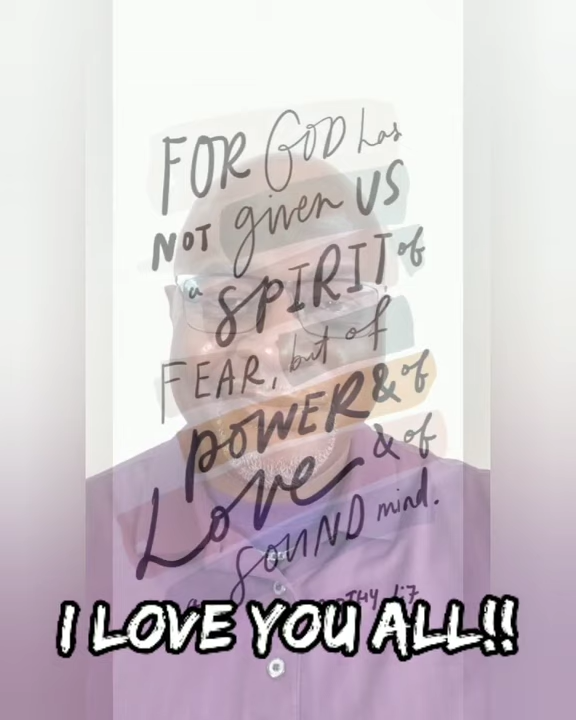 FOR GOD has
NOT given US
a SPIRIT of
FEAR, but of
POWER & of
LOVE & of
SOUND mind.
I LOVE YOU ALL!!